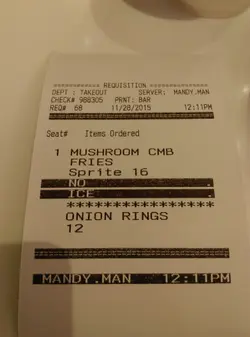 ************ REQUISITION ************
DEPT : TAKEOUT SERVER: MANDY.MAN
CHECK# 988305 PRNT: BAR
REQ# 68 11/28/2015 12:11PM
Seat# Items Ordered
1 MUSHROOM CMB
FRIES
Sprite 16
NO
ICE
******************
ONION RINGS
12
MANDY.MAN 12:11PM